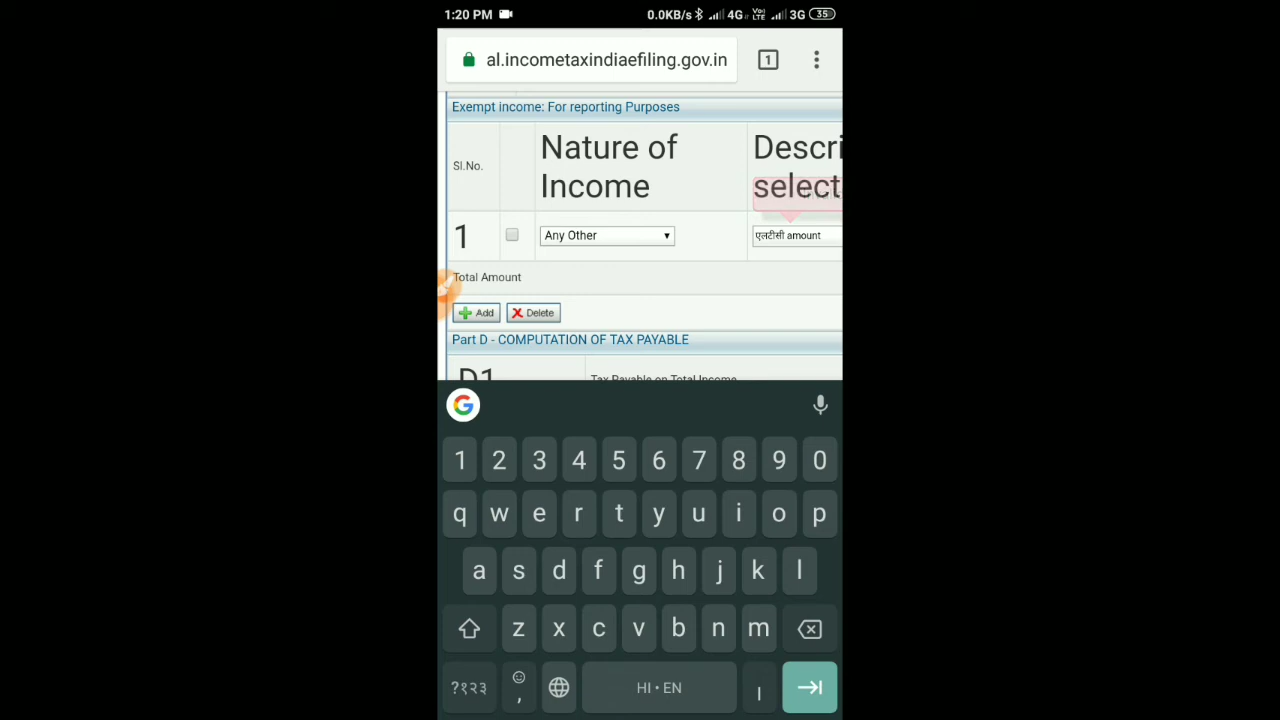 1:20 PM 0.0KB/s 4G Vo) LTE 3G 35
al.incometaxindiaefiling.gov.in 1
Exempt income: For reporting Purposes
Sl.No. Nature of Income Descri select
1 Any Other एलटीसी amount
Total Amount
Add Delete
Part D - COMPUTATION OF TAX PAYABLE
D1 Tax Payable on Total Income
G
1 2 3 4 5 6 7 8 9 0
q w e r t y u i o p
a s d f g h j k l
z x c v b n m
?१२३ , HI • EN ।